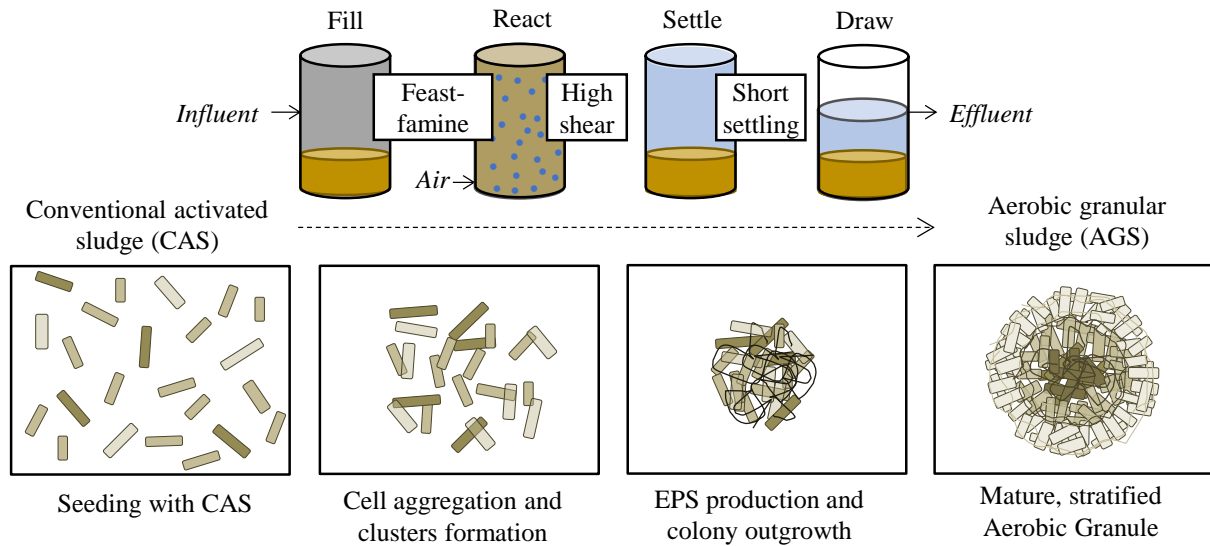 Fill
React
Settle
Draw
Influent
Feast-
famine
High
shear
Short
settling
Effluent
Air
Conventional activated
sludge (CAS)
Aerobic granular
sludge (AGS)
Seeding with CAS
Cell aggregation and
clusters formation
EPS production and
colony outgrowth
Mature, stratified
Aerobic Granule